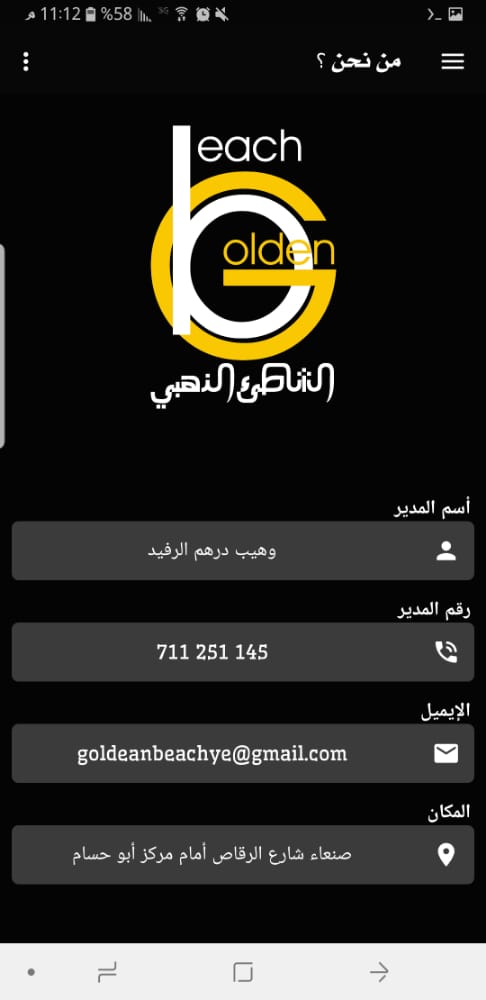 11:12 م %58 5G
من نحن ؟
each
olden
الشاطئ الذهبي
أسم المدير
وهيب درهم الرفيد
رقم المدير
711 251 145
الإيميل
goldeanbeachye@gmail.com
المكان
صنعاء شارع الرقاص أمام مركز أبو حسام